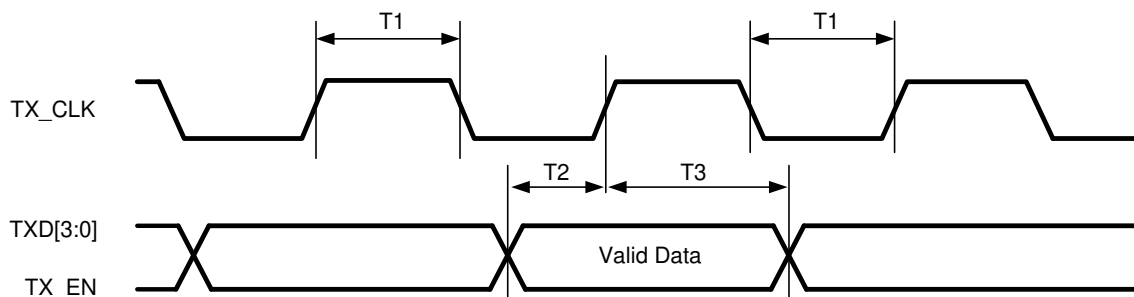 T1
T1
TX_CLK
T2
T3
TXD[3:0]
Valid Data
TX_EN